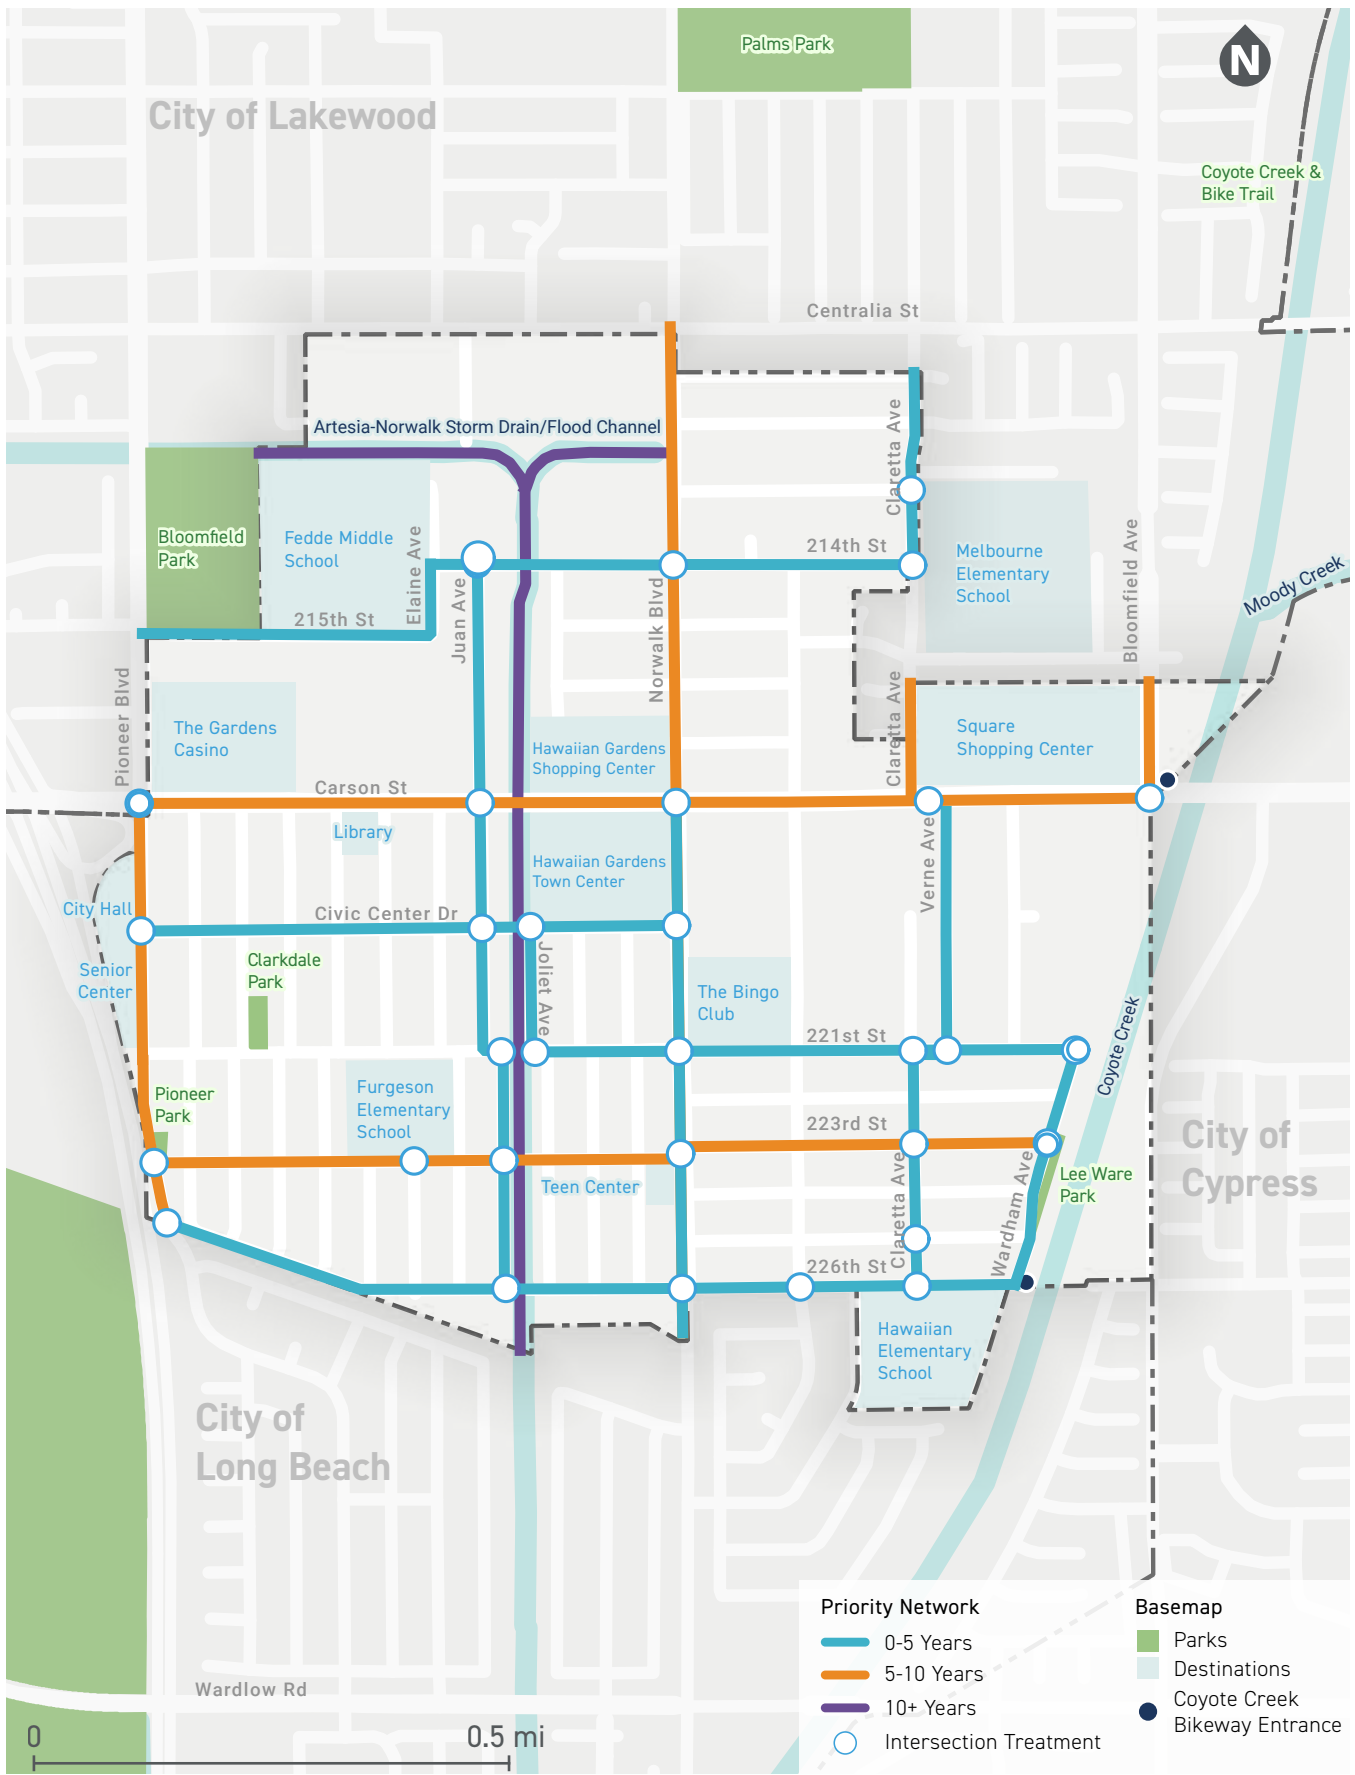 Palms Park
N
City of Lakewood
Coyote Creek &
Bike Trail
Centralia St
Artesia-Norwalk Storm Drain/Flood Channel
Claretta Ave
Bloomfield
Park
Fedde Middle
School
Elaine Ave
Juan Ave
214th St
Melbourne
Elementary
School
Bloomfield Ave
Moody Creek
215th St
Norwalk Blvd
Pioneer Blvd
The Gardens
Casino
Hawaiian Gardens
Shopping Center
Claretta Ave
Square
Shopping Center
Carson St
Library
Hawaiian Gardens
Town Center
Verne Ave
City Hall
Civic Center Dr
Joliet Ave
Senior
Center
Clarkdale
Park
The Bingo
Club
221st St
Coyote Creek
Pioneer
Park
Furgeson
Elementary
School
223rd St
City of
Cypress
Teen Center
Claretta Ave
Wardham Ave
Lee Ware
Park
226th St
Hawaiian
Elementary
School
City of
Long Beach
Wardlow Rd
0
0.5 mi
Priority Network
0-5 Years
5-10 Years
10+ Years
Intersection Treatment
Basemap
Parks
Destinations
Coyote Creek
Bikeway Entrance